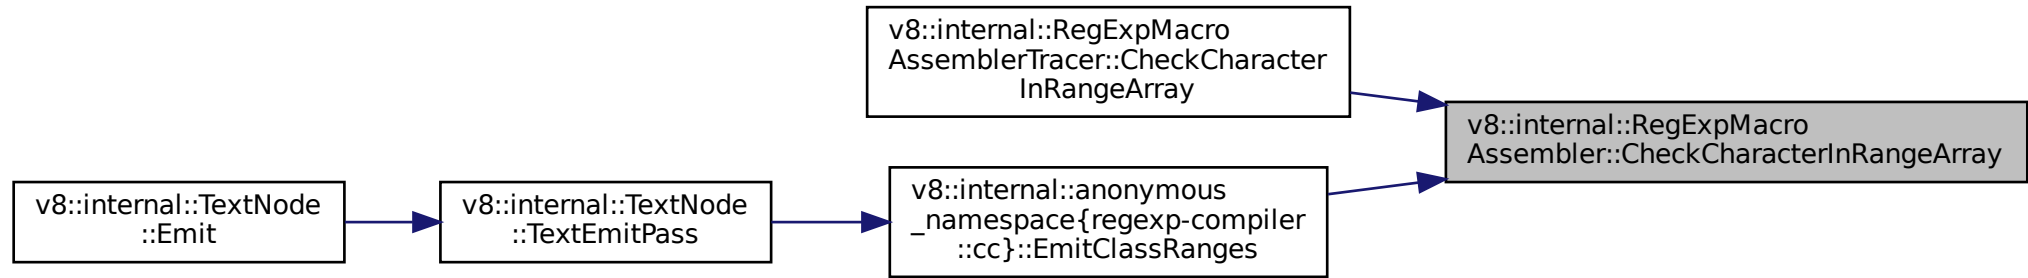 v8::internal::RegExpMacro
AssemblerTracer::CheckCharacter
InRangeArray
v8::internal::RegExpMacro
Assembler::CheckCharacterInRangeArray
v8::internal::TextNode
::Emit
v8::internal::TextNode
::TextEmitPass
v8::internal::anonymous
_namespace{regexp-compiler
::cc}::EmitClassRanges